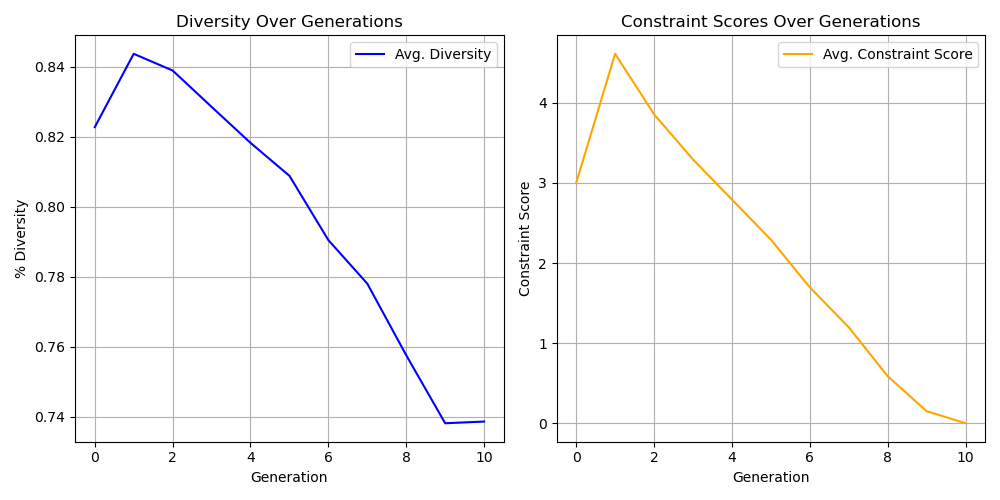 Diversity Over Generations
Avg. Diversity
% Diversity
0.84
0.82
0.80
0.78
0.76
0.74
0 2 4 6 8 10
Generation
Constraint Scores Over Generations
Avg. Constraint Score
Constraint Score
4
3
2
1
0
0 2 4 6 8 10
Generation